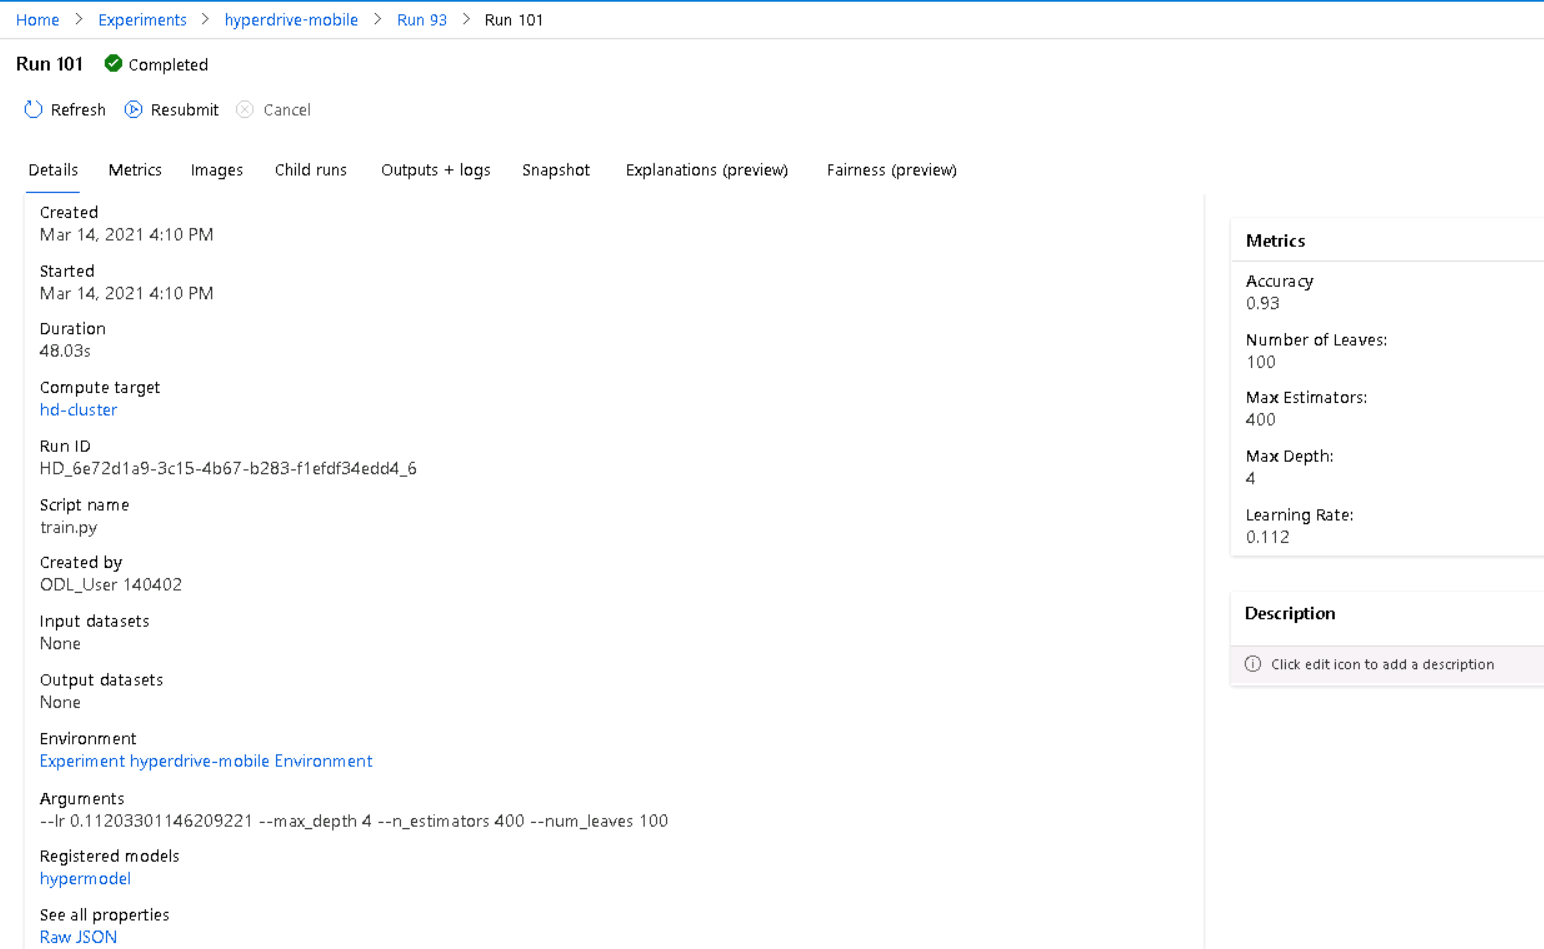 Home > Experiments > hyperdrive-mobile > Run 93 > Run 101
Run 101 Completed
Refresh Resubmit Cancel
Details Metrics Images Child runs Outputs + logs Snapshot Explanations (preview) Fairness (preview)
Created
Mar 14, 2021 4:10 PM
Started
Mar 14, 2021 4:10 PM
Duration
48.03s
Compute target
hd-cluster
Run ID
HD_6e72d1a9-3c15-4b67-b283-f1efdf34edd4_6
Script name
train.py
Created by
ODL_User 140402
Input datasets
None
Output datasets
None
Environment
Experiment hyperdrive-mobile Environment
Arguments
--lr 0.11203301146209221 --max_depth 4 --n_estimators 400 --num_leaves 100
Registered models
hypermodel
See all properties
Raw JSON
Metrics
Accuracy
0.93
Number of Leaves:
100
Max Estimators:
400
Max Depth:
4
Learning Rate:
0.112
Description
Click edit icon to add a description